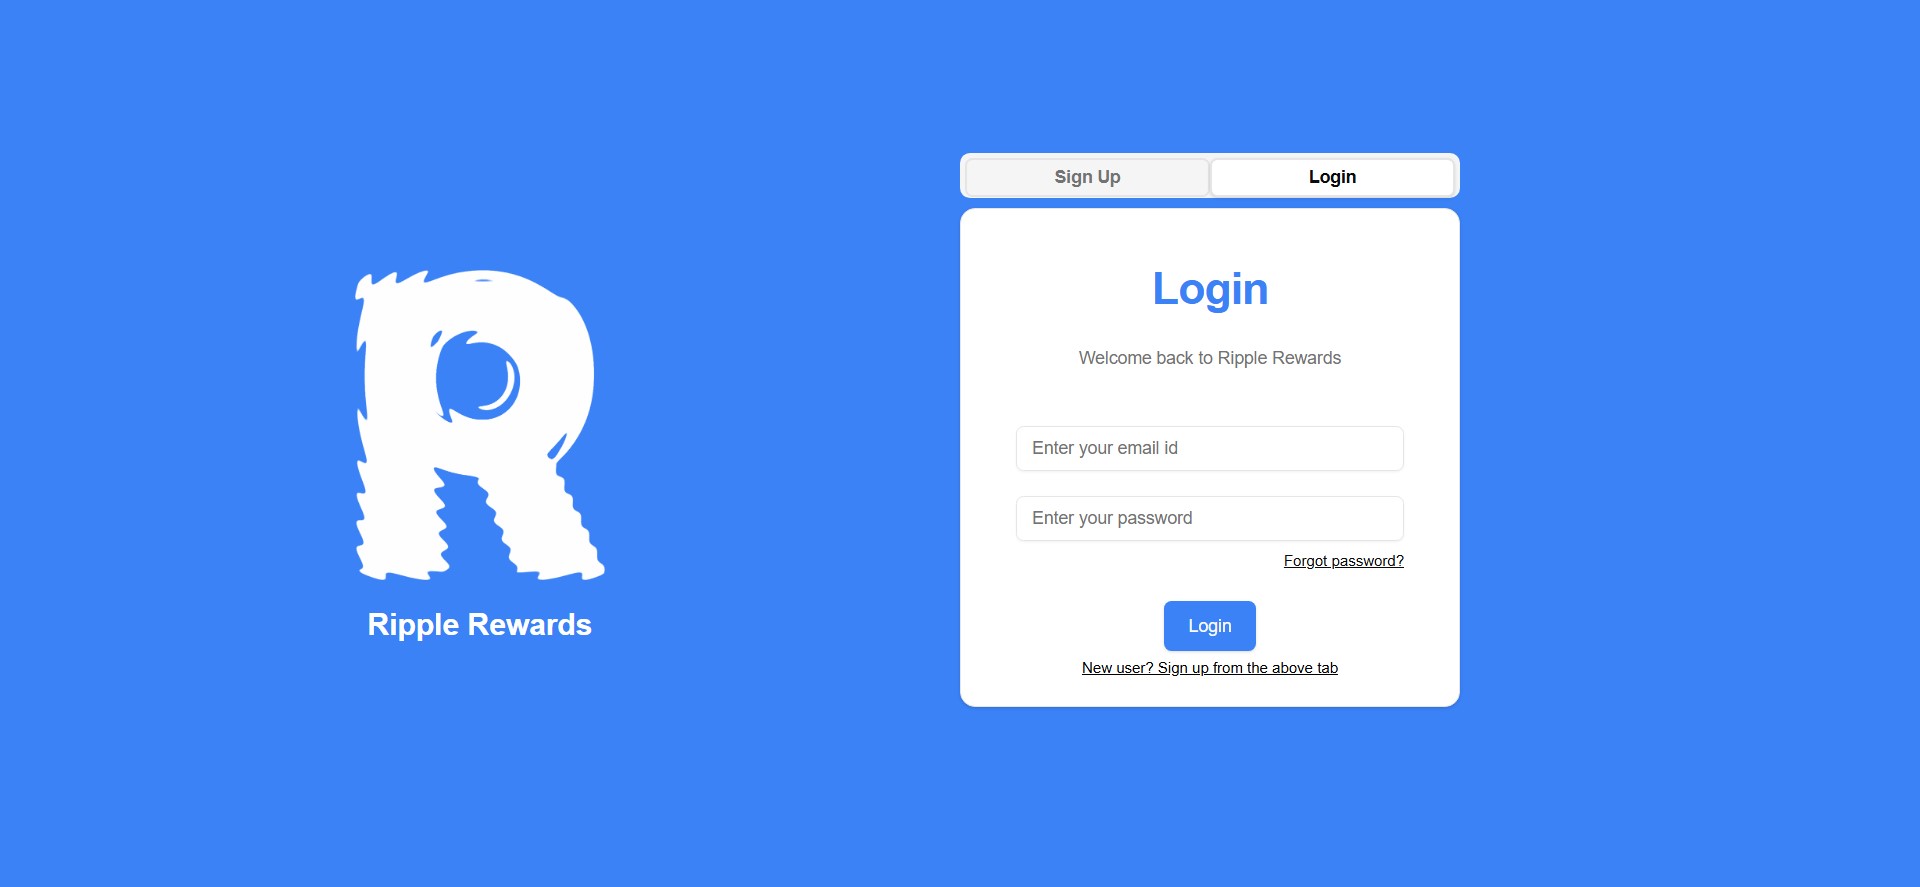 Sign Up
Login
Login
Welcome back to Ripple Rewards
Enter your email id
Enter your password
Forgot password?
Login
New user? Sign up from the above tab
R
Ripple Rewards